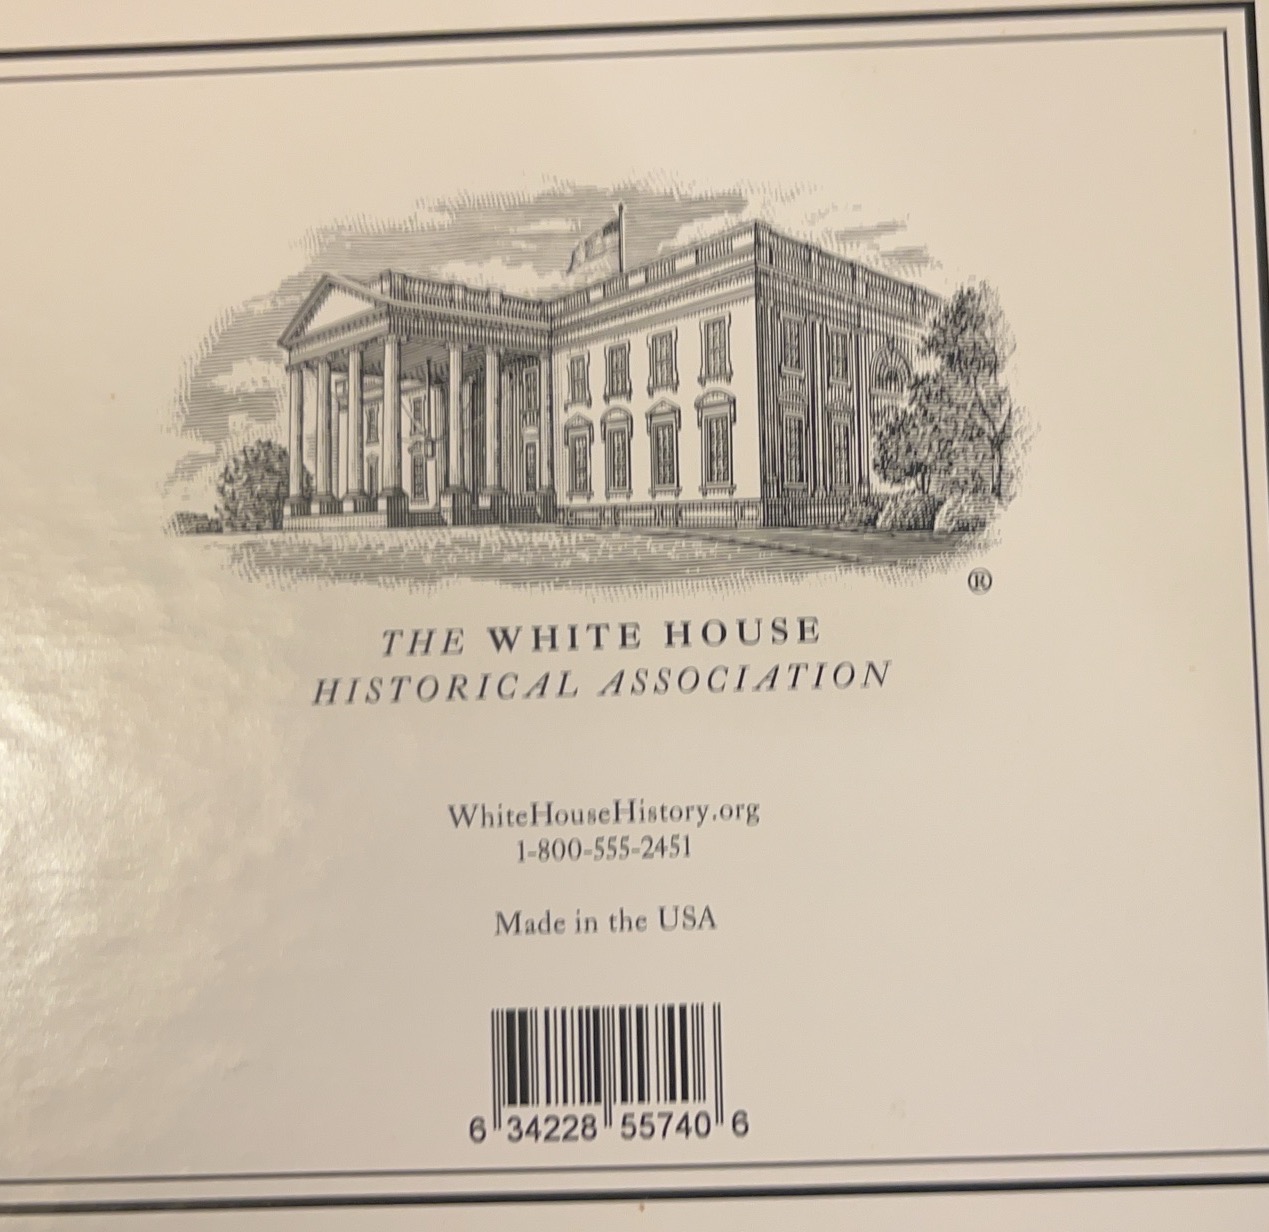 ®
THE WHITE HOUSE
HISTORICAL ASSOCIATION
WhiteHouseHistory.org
1-800-555-2451
Made in the USA
6 34228 55740 6